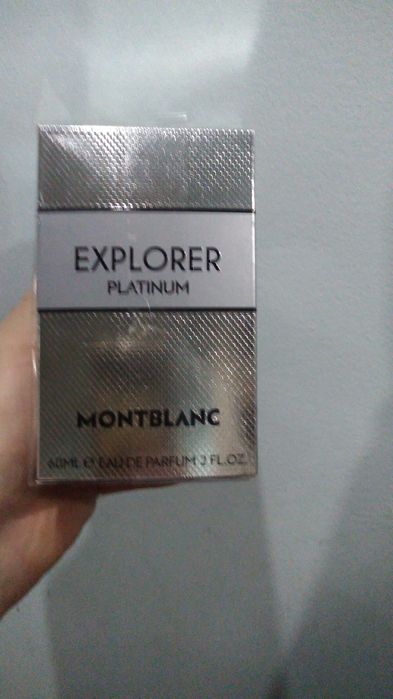 EXPLORER
PLATINUM
MONTBLANC
60ML ℮ EAU DE PARFUM 2 FL.OZ.